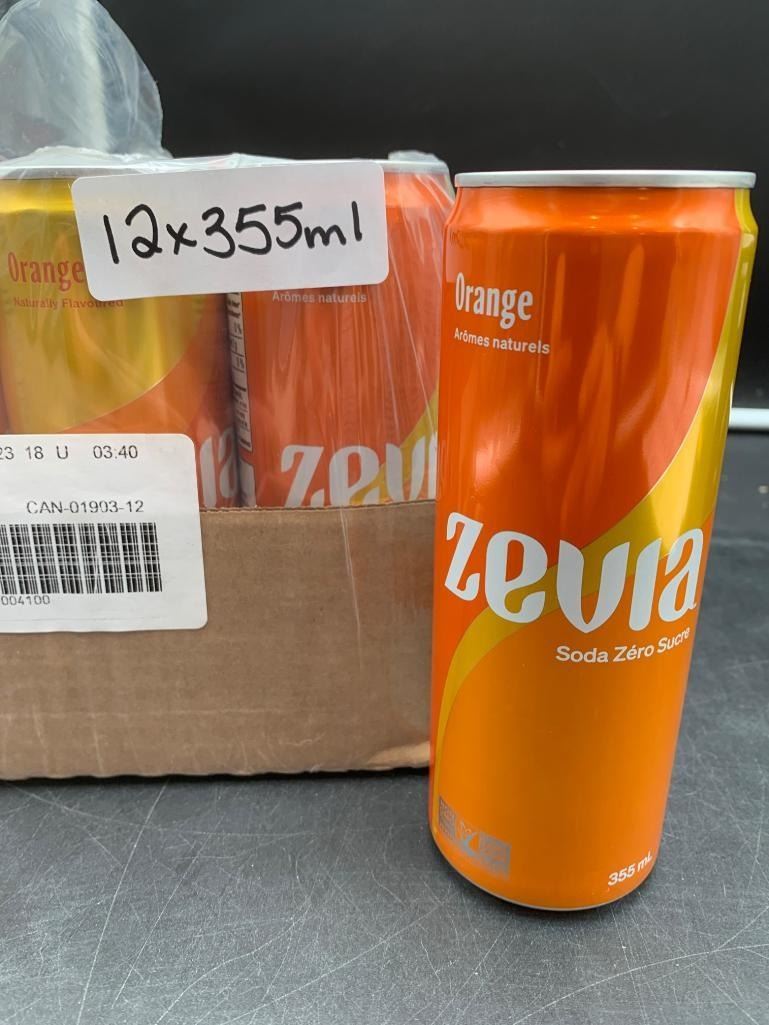 12x355ml
Orange
Naturally Flavoured
Arômes naturels
zevia
23 18 U 03:40
CAN-01903-12
004100
Orange
Arômes naturels
zevia
Soda Zéro Sucre
355 mL